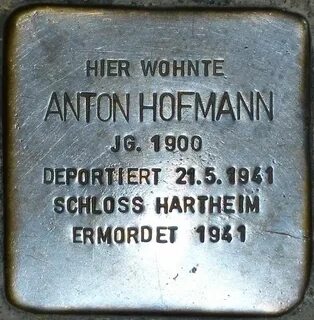 HIER WOHNTE
ANTON HOFMANN
JG. 1900
DEPORTIERT 21.5.1941
SCHLOSS HARTHEIM
ERMORDET 1941